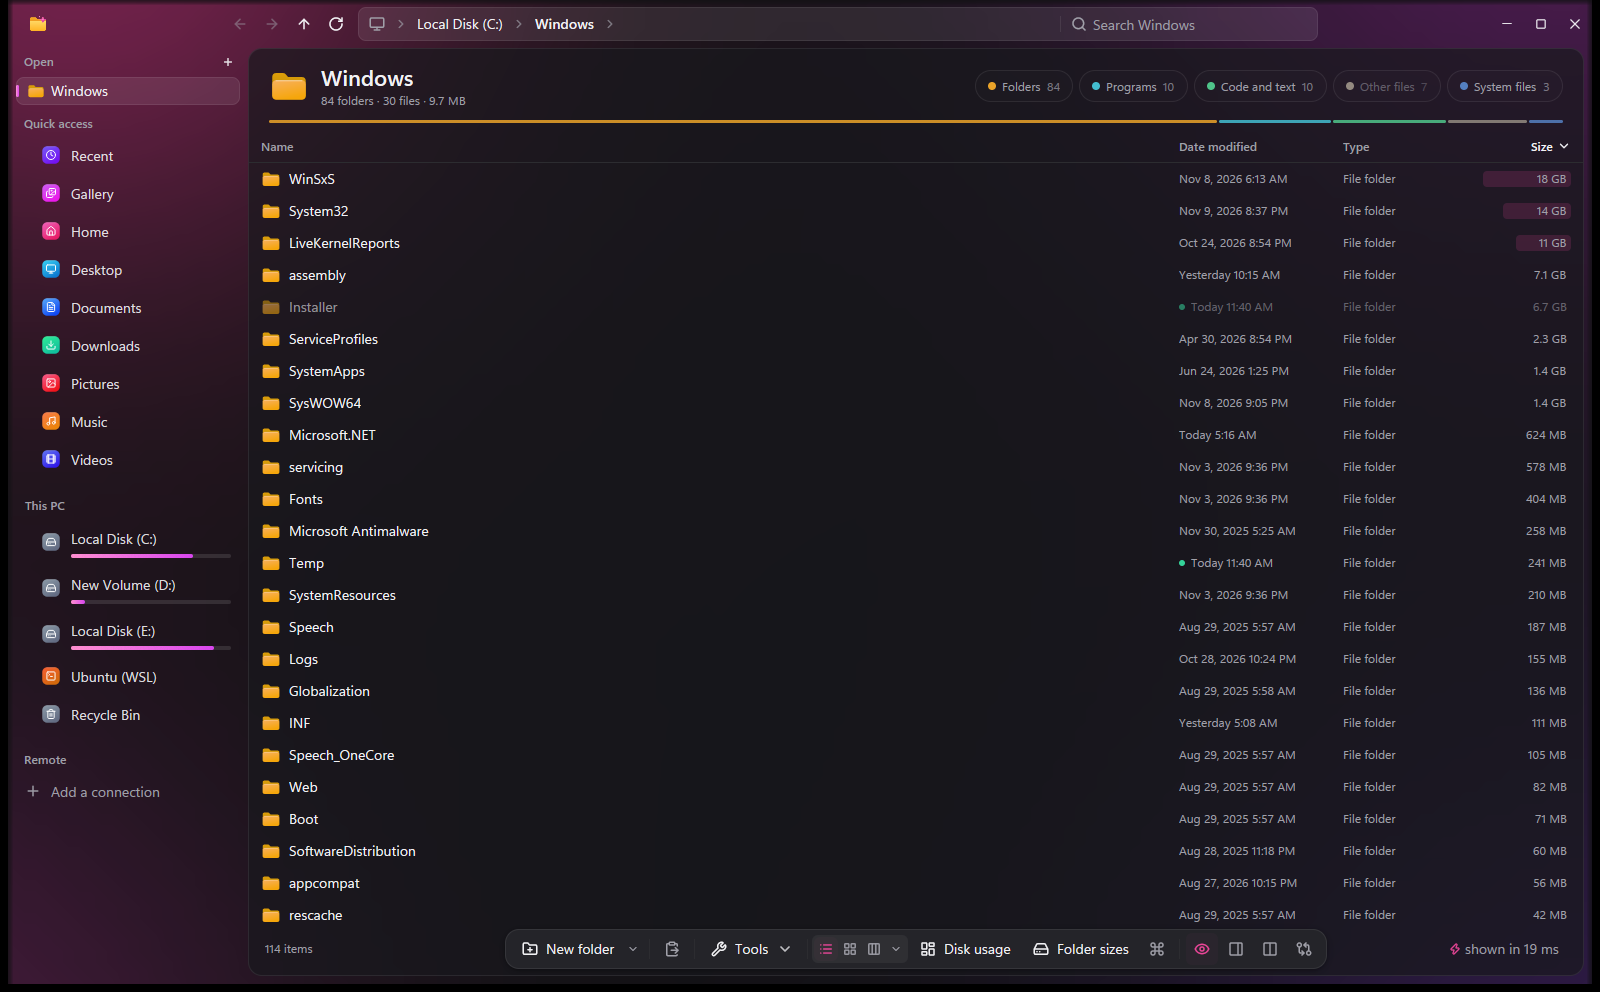 Local Disk (C:)
Windows
Search Windows
Open
Windows
Quick access
Recent
Gallery
Home
Desktop
Documents
Downloads
Pictures
Music
Videos
This PC
Local Disk (C:)
New Volume (D:)
Local Disk (E:)
Ubuntu (WSL)
Recycle Bin
Remote
Add a connection
Windows
84 folders · 30 files · 9.7 MB
Folders 84
Programs 10
Code and text 10
Other files 7
System files 3
Name Date modified Type Size
WinSxS Nov 8, 2026 6:13 AM File folder 18 GB
System32 Nov 9, 2026 8:37 PM File folder 14 GB
LiveKernelReports Oct 24, 2026 8:54 PM File folder 11 GB
assembly Yesterday 10:15 AM File folder 7.1 GB
Installer Today 11:40 AM File folder 6.7 GB
ServiceProfiles Apr 30, 2026 8:54 PM File folder 2.3 GB
SystemApps Jun 24, 2026 1:25 PM File folder 1.4 GB
SysWOW64 Nov 8, 2026 9:05 PM File folder 1.4 GB
Microsoft.NET Today 5:16 AM File folder 624 MB
servicing Nov 3, 2026 9:36 PM File folder 578 MB
Fonts Nov 3, 2026 9:36 PM File folder 404 MB
Microsoft Antimalware Nov 30, 2025 5:25 AM File folder 258 MB
Temp Today 11:40 AM File folder 241 MB
SystemResources Nov 3, 2026 9:36 PM File folder 210 MB
Speech Aug 29, 2025 5:57 AM File folder 187 MB
Logs Oct 28, 2026 10:24 PM File folder 155 MB
Globalization Aug 29, 2025 5:58 AM File folder 136 MB
INF Yesterday 5:08 AM File folder 111 MB
Speech_OneCore Aug 29, 2025 5:57 AM File folder 105 MB
Web Aug 29, 2025 5:57 AM File folder 82 MB
Boot Aug 29, 2025 5:57 AM File folder 71 MB
SoftwareDistribution Aug 28, 2025 11:18 PM File folder 60 MB
appcompat Aug 27, 2026 10:15 PM File folder 56 MB
rescache Aug 29, 2025 5:57 AM File folder 42 MB
114 items
New folder
Tools
Disk usage
Folder sizes
shown in 19 ms